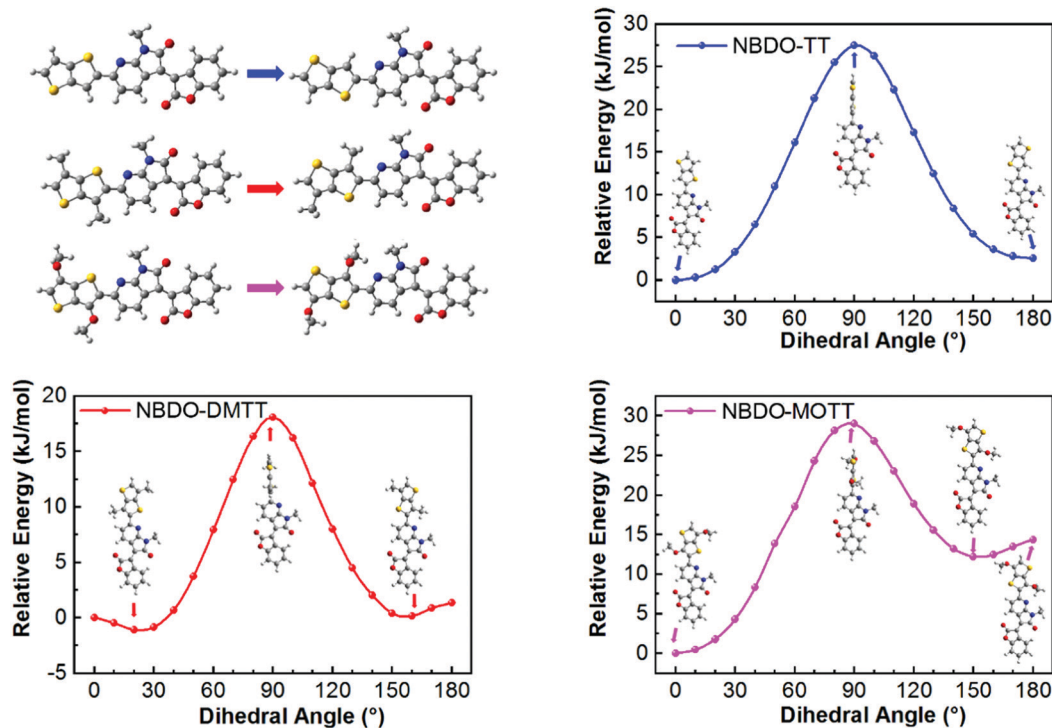 NBDO-TT
Relative Energy (kJ/mol)
30
25
20
15
10
5
0
0 30 60 90 120 150 180
Dihedral Angle (°)
NBDO-DMTT
Relative Energy (kJ/mol)
20
15
10
5
0
-5
0 30 60 90 120 150 180
Dihedral Angle (°)
NBDO-MOTT
Relative Energy (kJ/mol)
30
25
20
15
10
5
0
0 30 60 90 120 150 180
Dihedral Angle (°)